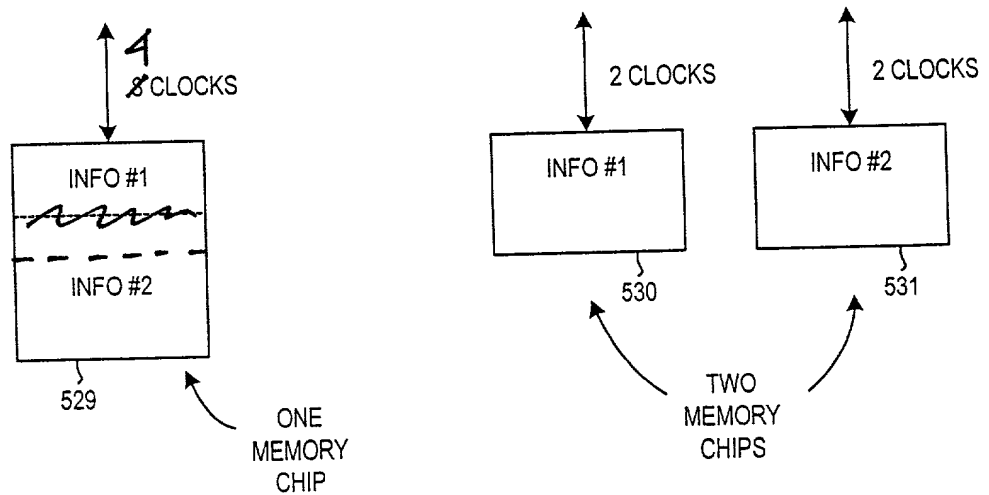 4
8 CLOCKS
INFO #1
INFO #2
529
ONE
MEMORY
CHIP
2 CLOCKS
INFO #1
530
2 CLOCKS
INFO #2
531
TWO
MEMORY
CHIPS